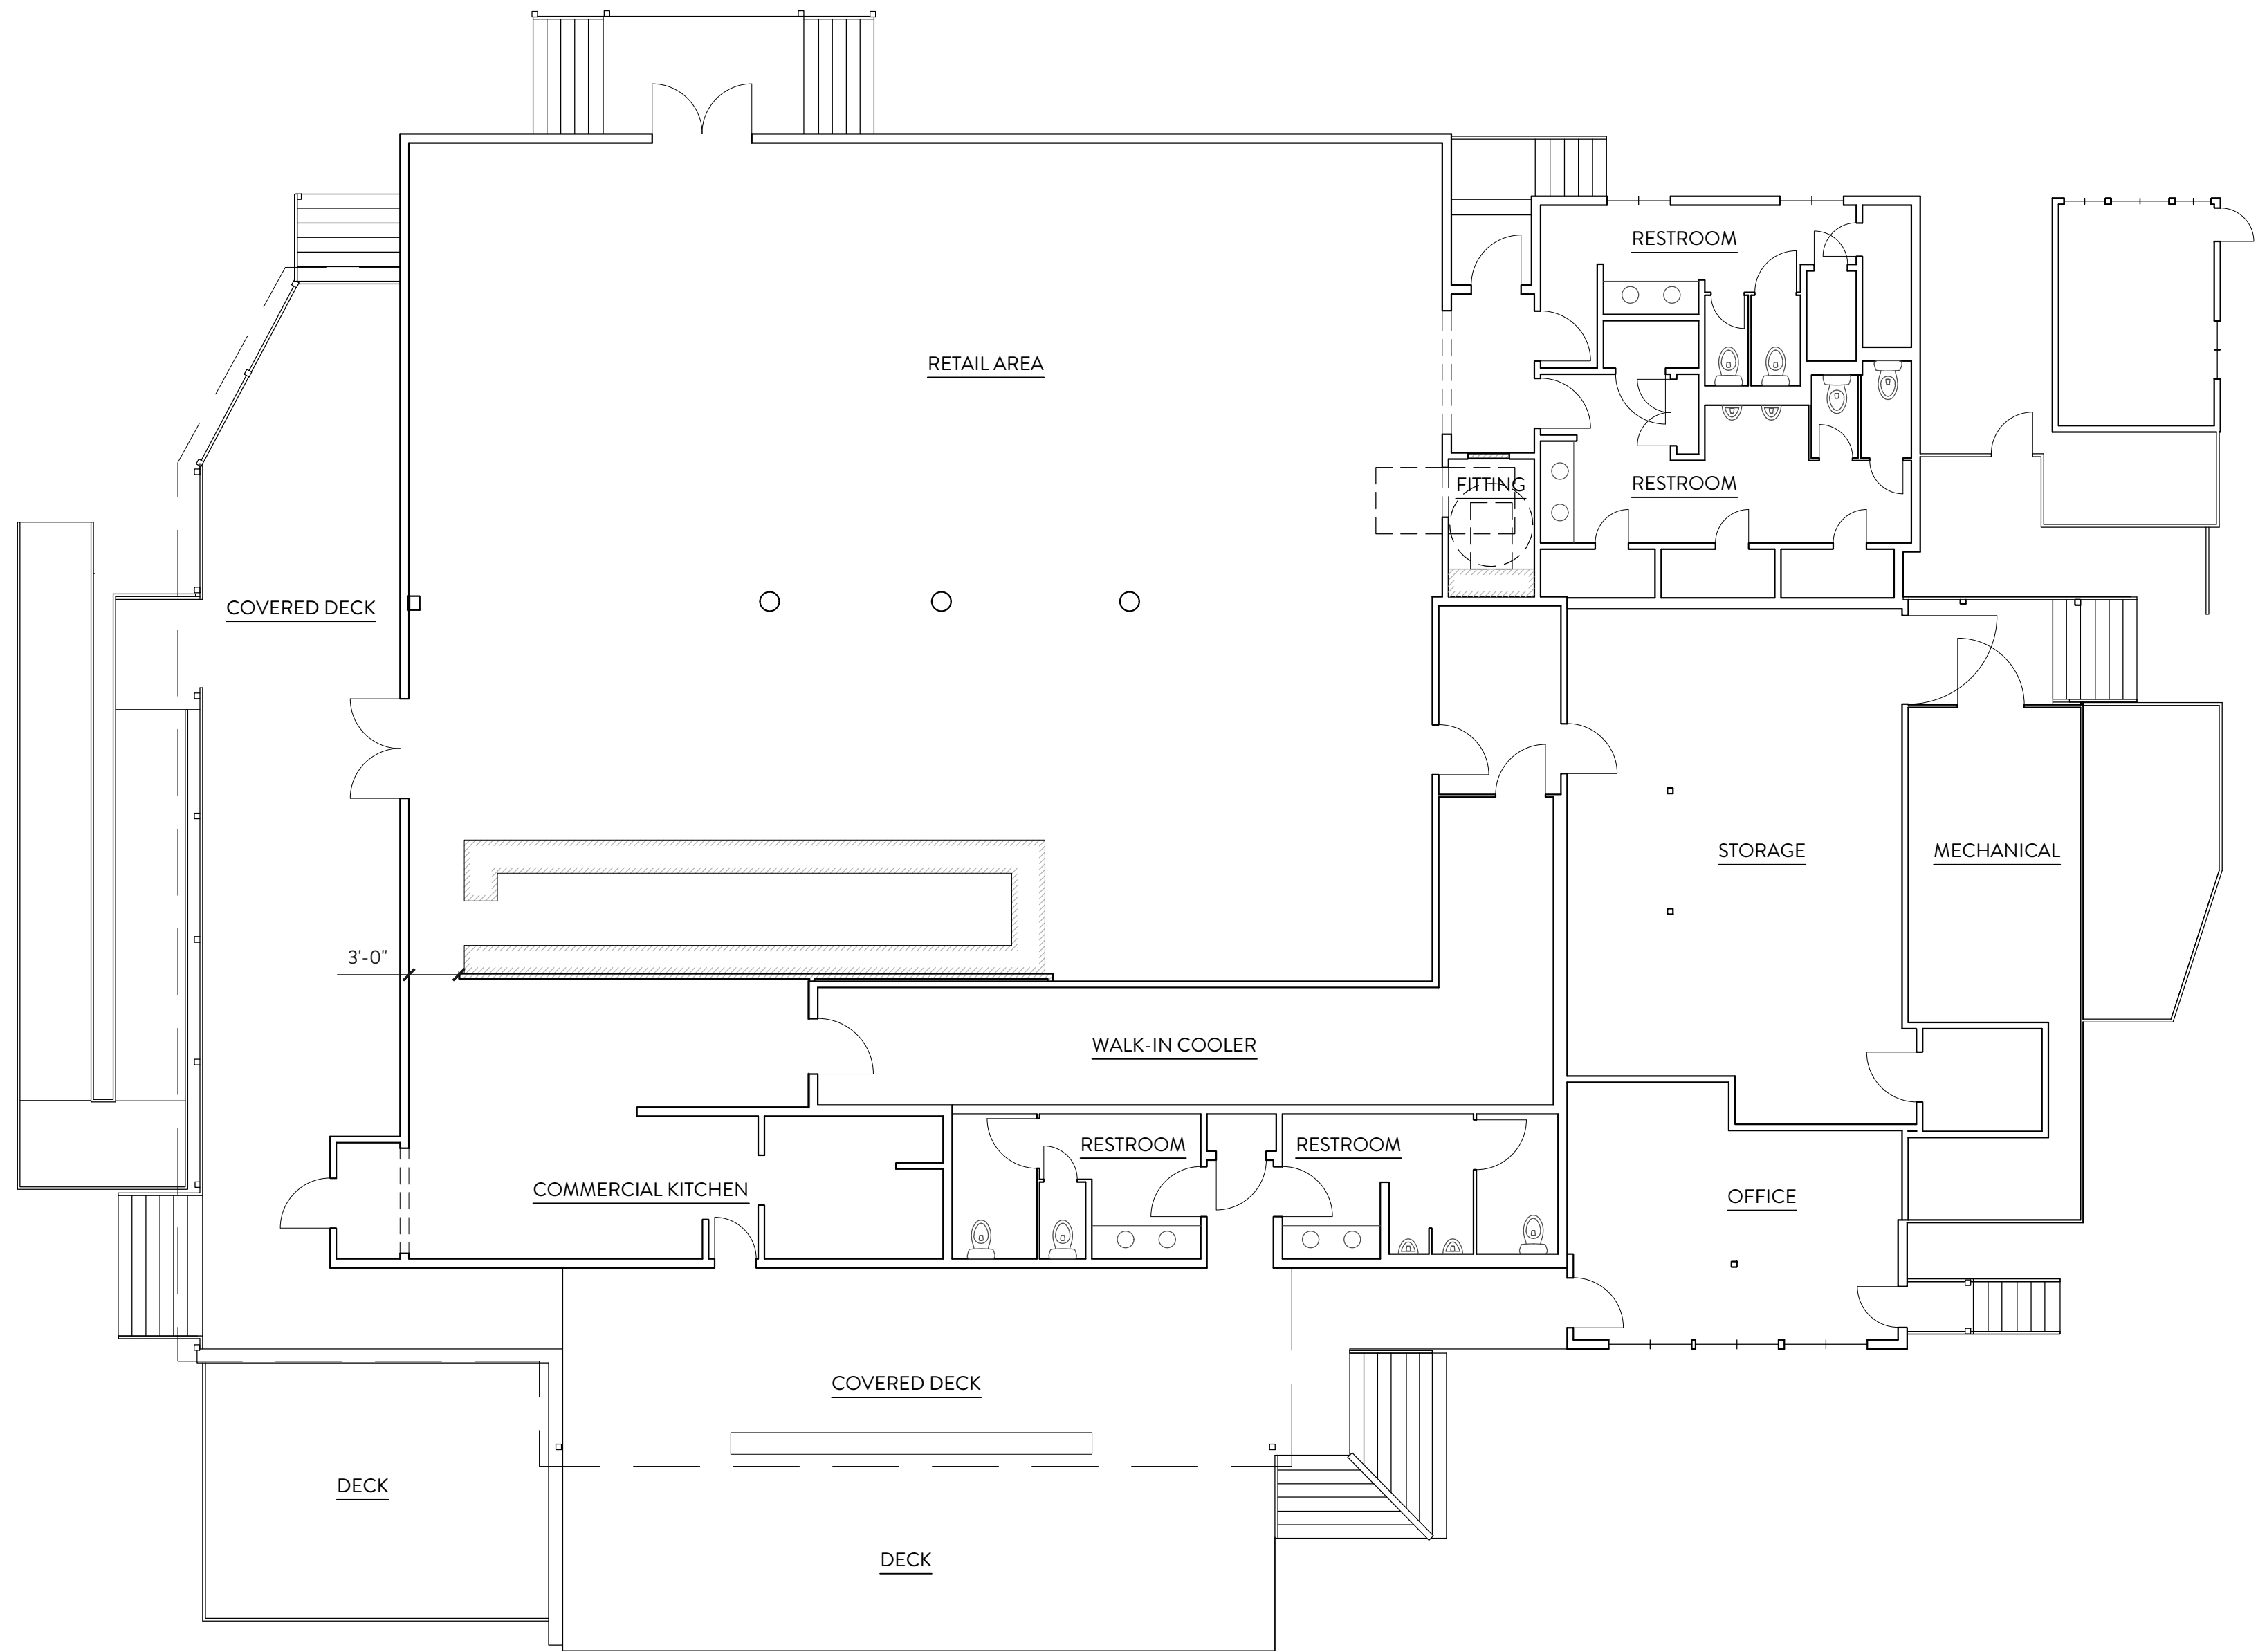 RESTROOM
RETAIL AREA
FITTING
RESTROOM
COVERED DECK
STORAGE
MECHANICAL
3'-0"
WALK-IN COOLER
RESTROOM
RESTROOM
COMMERCIAL KITCHEN
OFFICE
COVERED DECK
DECK
DECK